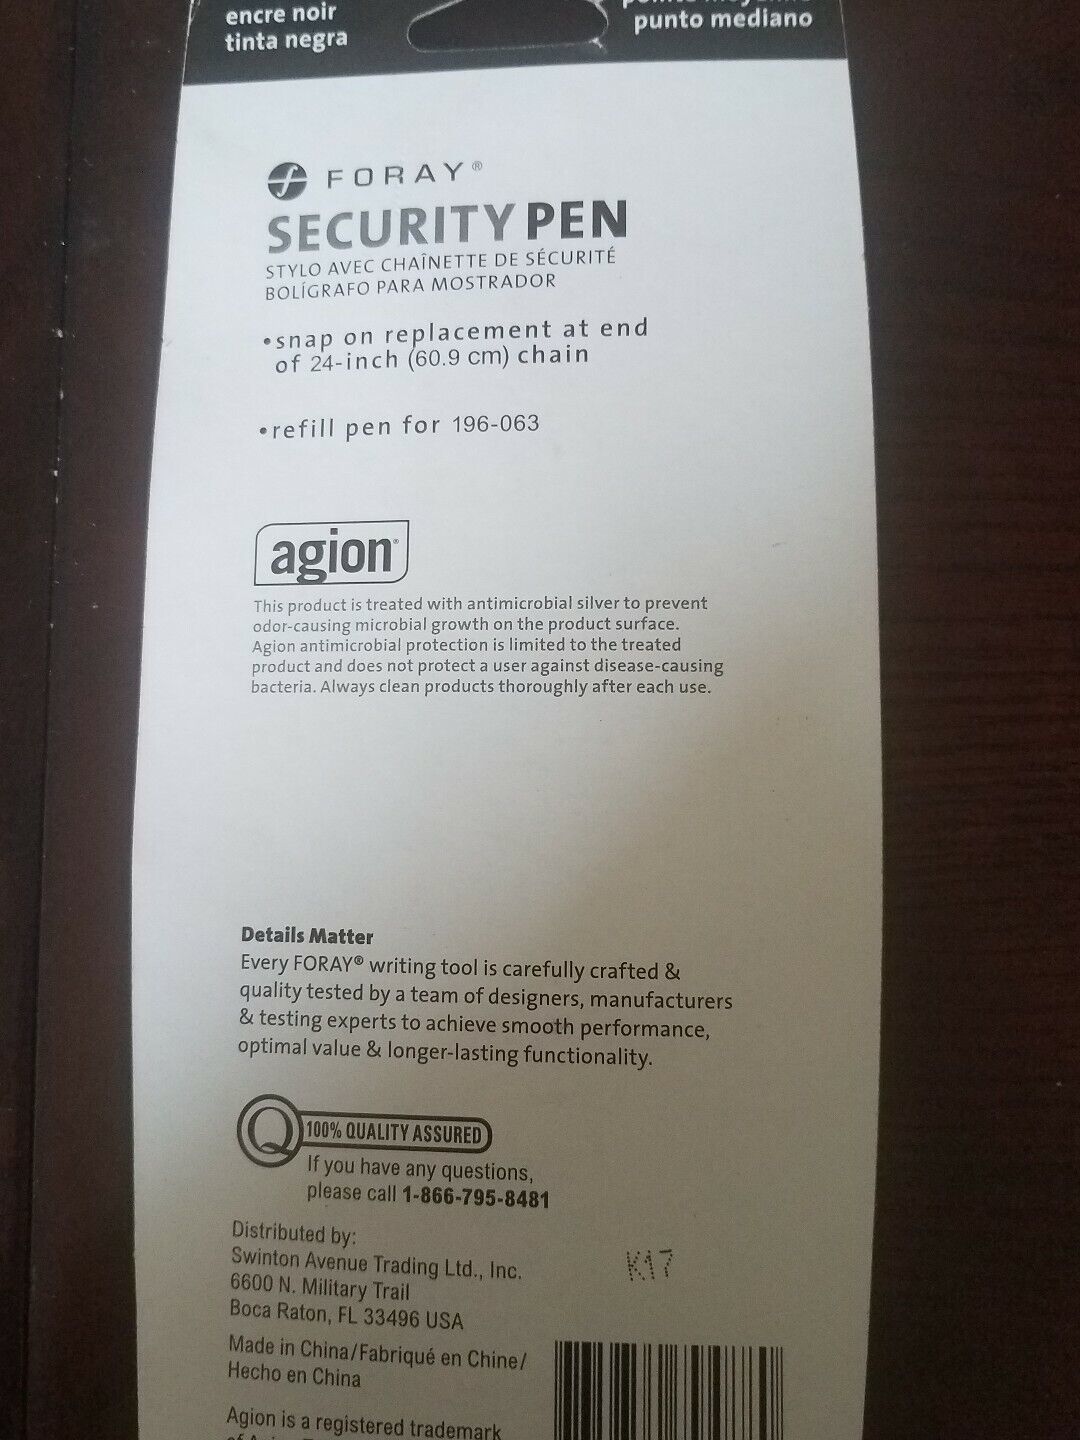 encre noir
tinta negra
punto mediano
FORAY®
SECURITY PEN
STYLO AVEC CHAÎNETTE DE SÉCURITÉ
BOLÍGRAFO PARA MOSTRADOR
•snap on replacement at end
of 24-inch (60.9 cm) chain
•refill pen for 196-063
agion®
This product is treated with antimicrobial silver to prevent
odor-causing microbial growth on the product surface.
Agion antimicrobial protection is limited to the treated
product and does not protect a user against disease-causing
bacteria. Always clean products thoroughly after each use.
Details Matter
Every FORAY® writing tool is carefully crafted &
quality tested by a team of designers, manufacturers
& testing experts to achieve smooth performance,
optimal value & longer-lasting functionality.
Q 100% QUALITY ASSURED
If you have any questions,
please call 1-866-795-8481
Distributed by:
Swinton Avenue Trading Ltd., Inc.
6600 N. Military Trail
Boca Raton, FL 33496 USA
K17
Made in China/Fabriqué en Chine/
Hecho en China
Agion is a registered trademark